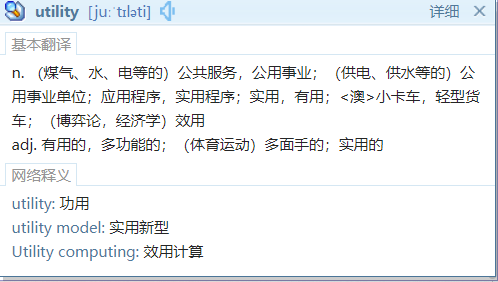 utility [ju:ˈtɪləti] 详细
基本翻译
n. （煤气、水、电等的）公共服务，公用事业；（供电、供水等的）公
用事业单位；应用程序，实用程序；实用，有用；<澳>小卡车，轻型货
车；（博弈论，经济学）效用
adj. 有用的，多功能的；（体育运动）多面手的；实用的
网络释义
utility: 功用
utility model: 实用新型
Utility computing: 效用计算